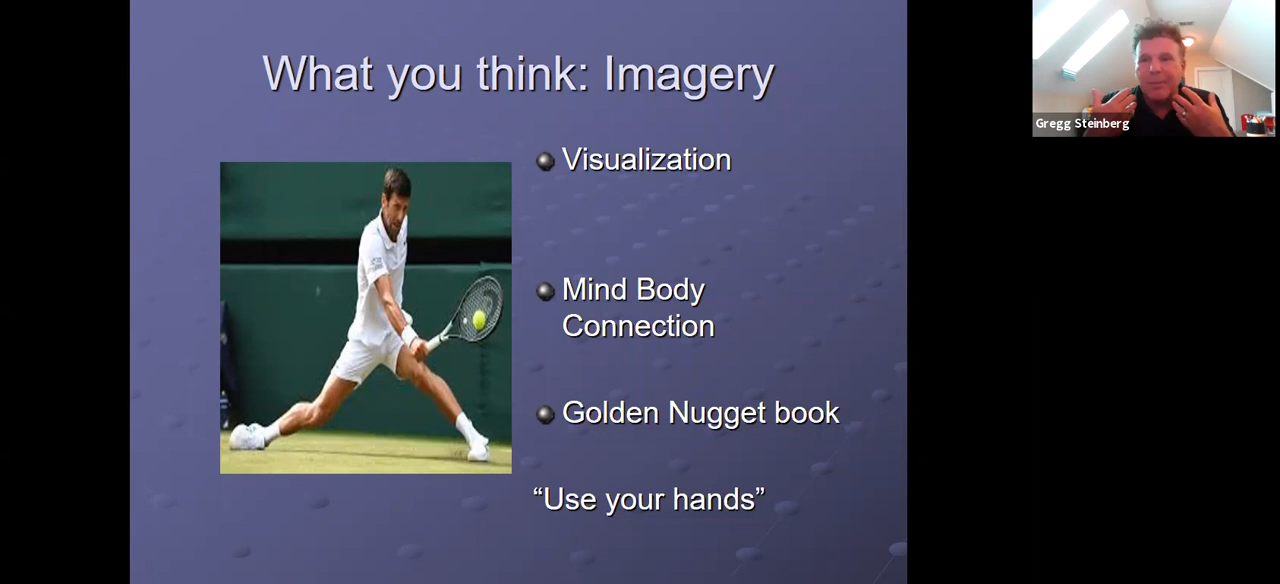 What you think: Imagery
Visualization
Mind Body
Connection
Golden Nugget book
“Use your hands”
Gregg Steinberg